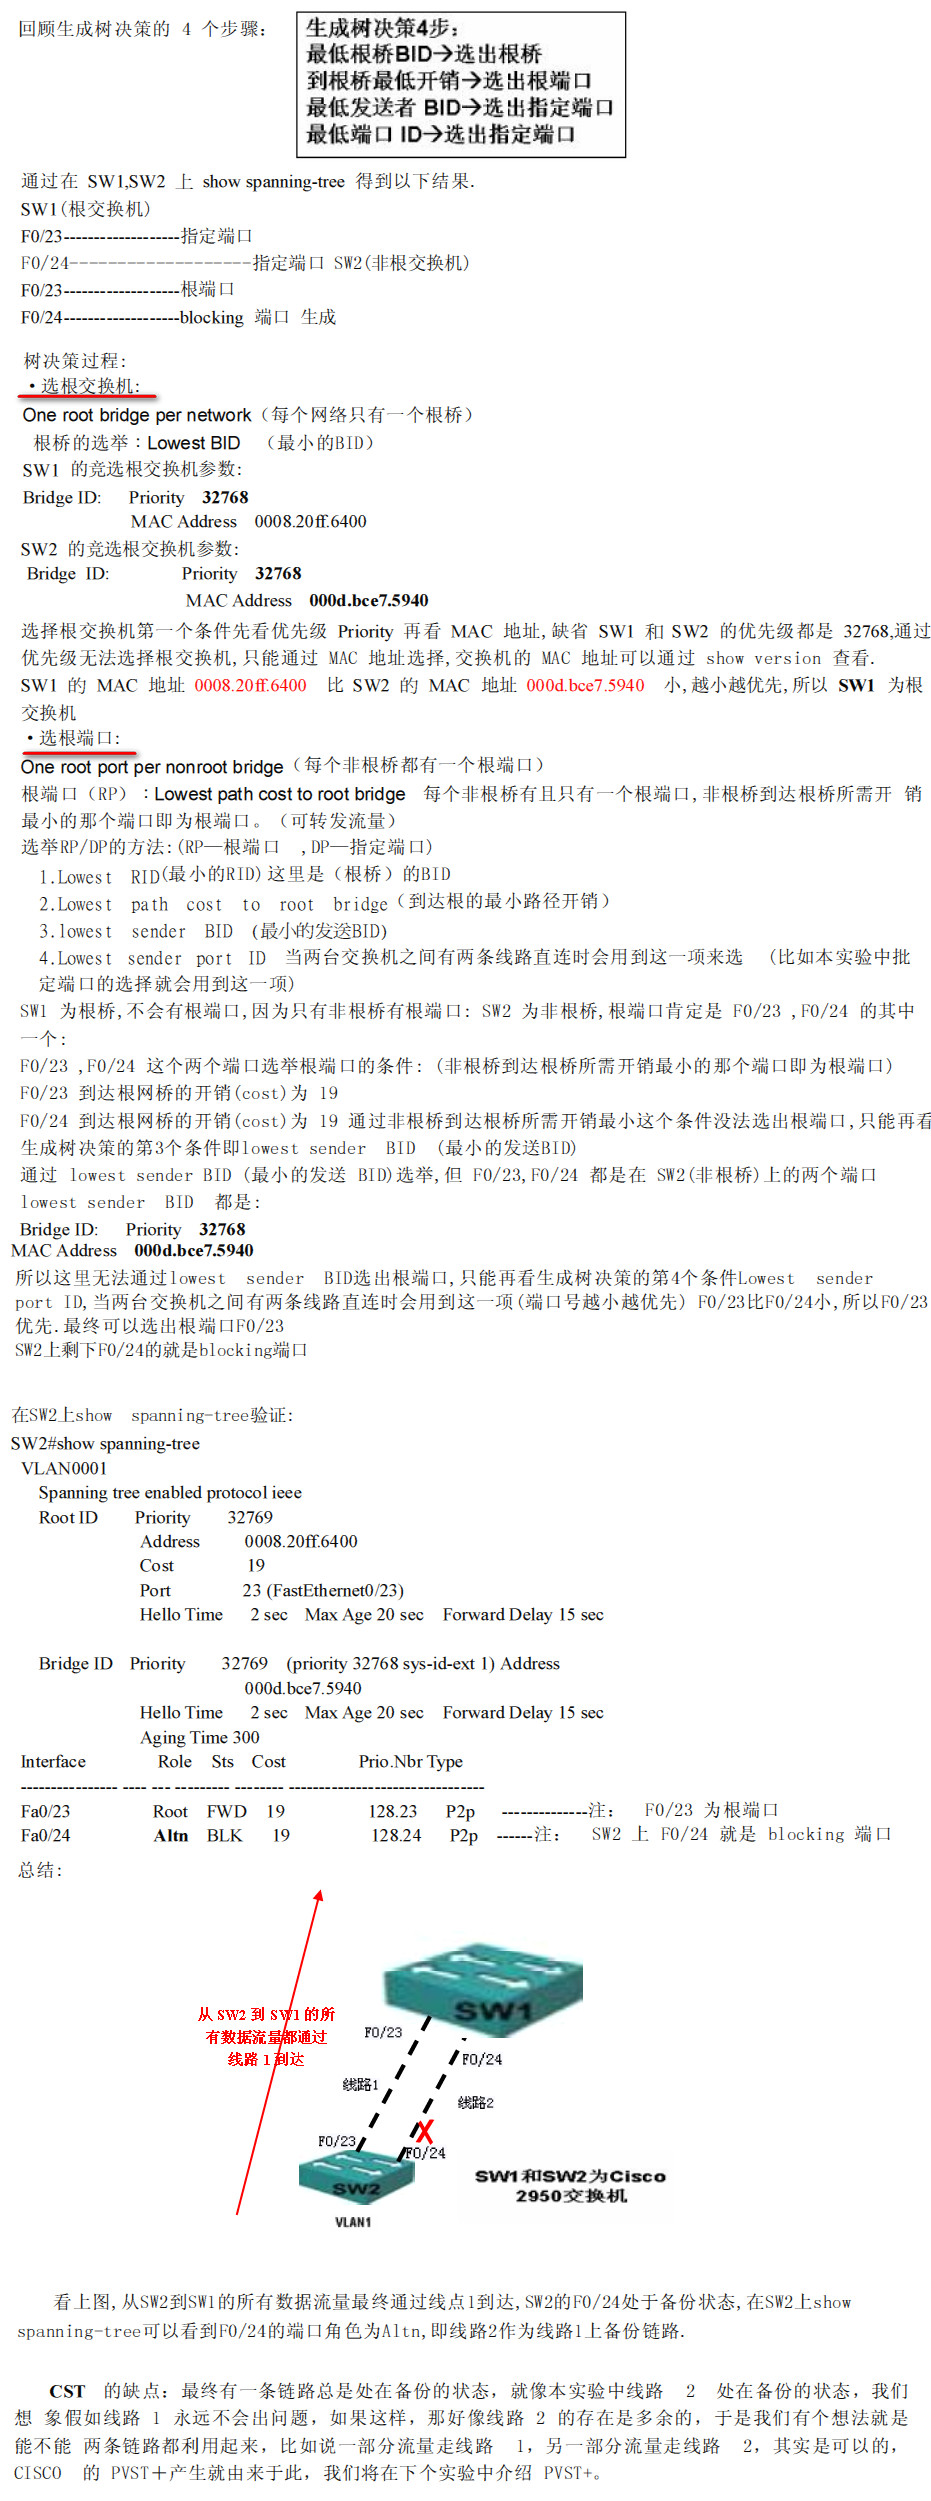 回顾生成树决策的 4 个步骤:
生成树决策4步:
最低根桥BID→选出根桥
到根桥最低开销→选出根端口
最低发送者 BID→选出指定端口
最低端口 ID→选出指定端口
通过在 SW1,SW2 上 show spanning-tree 得到以下结果.
SW1(根交换机)
F0/23-------------------指定端口
F0/24-------------------指定端口 SW2(非根交换机)
F0/23-------------------根端口
F0/24-------------------blocking 端口 生成
树决策过程:
·选根交换机:
One root bridge per network（每个网络只有一个根桥）
根桥的选举：Lowest BID （最小的BID）
SW1 的竞选根交换机参数:
Bridge ID: Priority 32768
MAC Address 0008.20ff.6400
SW2 的竞选根交换机参数:
Bridge ID: Priority 32768
MAC Address 000d.bce7.5940
选择根交换机第一个条件先看优先级 Priority 再看 MAC 地址,缺省 SW1 和 SW2 的优先级都是 32768,通过
优先级无法选择根交换机,只能通过 MAC 地址选择,交换机的 MAC 地址可以通过 show version 查看.
SW1 的 MAC 地址 0008.20ff.6400 比 SW2 的 MAC 地址 000d.bce7.5940 小,越小越优先,所以 SW1 为根
交换机
·选根端口:
One root port per nonroot bridge（每个非根桥都有一个根端口）
根端口（RP）：Lowest path cost to root bridge 每个非根桥有且只有一个根端口,非根桥到达根桥所需开 销
最小的那个端口即为根端口。（可转发流量）
选举RP/DP的方法:(RP—根端口 ,DP—指定端口)
1.Lowest RID(最小的RID)这里是（根桥）的BID
2.Lowest path cost to root bridge（到达根的最小路径开销）
3.lowest sender BID (最小的发送BID)
4.Lowest sender port ID 当两台交换机之间有两条线路直连时会用到这一项来选 (比如本实验中批
定端口的选择就会用到这一项)
SW1 为根桥,不会有根端口,因为只有非根桥有根端口: SW2 为非根桥,根端口肯定是 F0/23 ,F0/24 的其中
一个:
F0/23 ,F0/24 这个两个端口选举根端口的条件: (非根桥到达根桥所需开销最小的那个端口即为根端口)
F0/23 到达根网桥的开销(cost)为 19
F0/24 到达根网桥的开销(cost)为 19 通过非根桥到达根桥所需开销最小这个条件没法选出根端口,只能再看
生成树决策的第3个条件即lowest sender BID (最小的发送BID)
通过 lowest sender BID (最小的发送 BID)选举,但 F0/23,F0/24 都是在 SW2(非根桥)上的两个端口
lowest sender BID 都是:
Bridge ID: Priority 32768
MAC Address 000d.bce7.5940
所以这里无法通过lowest sender BID选出根端口,只能再看生成树决策的第4个条件Lowest sender
port ID,当两台交换机之间有两条线路直连时会用到这一项(端口号越小越优先) F0/23比F0/24小,所以F0/23
优先.最终可以选出根端口F0/23
SW2上剩下F0/24的就是blocking端口
在SW2上show spanning-tree验证:
SW2#show spanning-tree
VLAN0001
Spanning tree enabled protocol ieee
Root ID Priority 32769
Address 0008.20ff.6400
Cost 19
Port 23 (FastEthernet0/23)
Hello Time 2 sec Max Age 20 sec Forward Delay 15 sec
Bridge ID Priority 32769 (priority 32768 sys-id-ext 1) Address
000d.bce7.5940
Hello Time 2 sec Max Age 20 sec Forward Delay 15 sec
Aging Time 300
Interface Role Sts Cost Prio.Nbr Type
---------------- ---- --- --------- -------- --------------------------------
Fa0/23 Root FWD 19 128.23 P2p --------------注: F0/23 为根端口
Fa0/24 Altn BLK 19 128.24 P2p ------注: SW2 上 F0/24 就是 blocking 端口
总结:
从 SW2 到 SW1 的所
有数据流量都通过
线路 1 到达
SW1
F0/23
F0/24
线路1
线路2
X
F0/23
F0/24
SW2
VLAN1
SW1和SW2为Cisco
2950交换机
看上图,从SW2到SW1的所有数据流量最终通过线点1到达,SW2的F0/24处于备份状态,在SW2上show
spanning-tree可以看到F0/24的端口角色为Altn,即线路2作为线路1上备份链路.
CST 的缺点: 最终有一条链路总是处在备份的状态, 就像本实验中线路 2 处在备份的状态, 我们
想 象假如线路 1 永远不会出问题, 如果这样, 那好像线路 2 的存在是多余的, 于是我们有个想法就是
能不能 两条链路都利用起来, 比如说一部分流量走线路 1, 另一部分流量走线路 2, 其实是可以的,
CISCO 的 PVST＋产生就由来于此, 我们将在下个实验中介绍 PVST+。